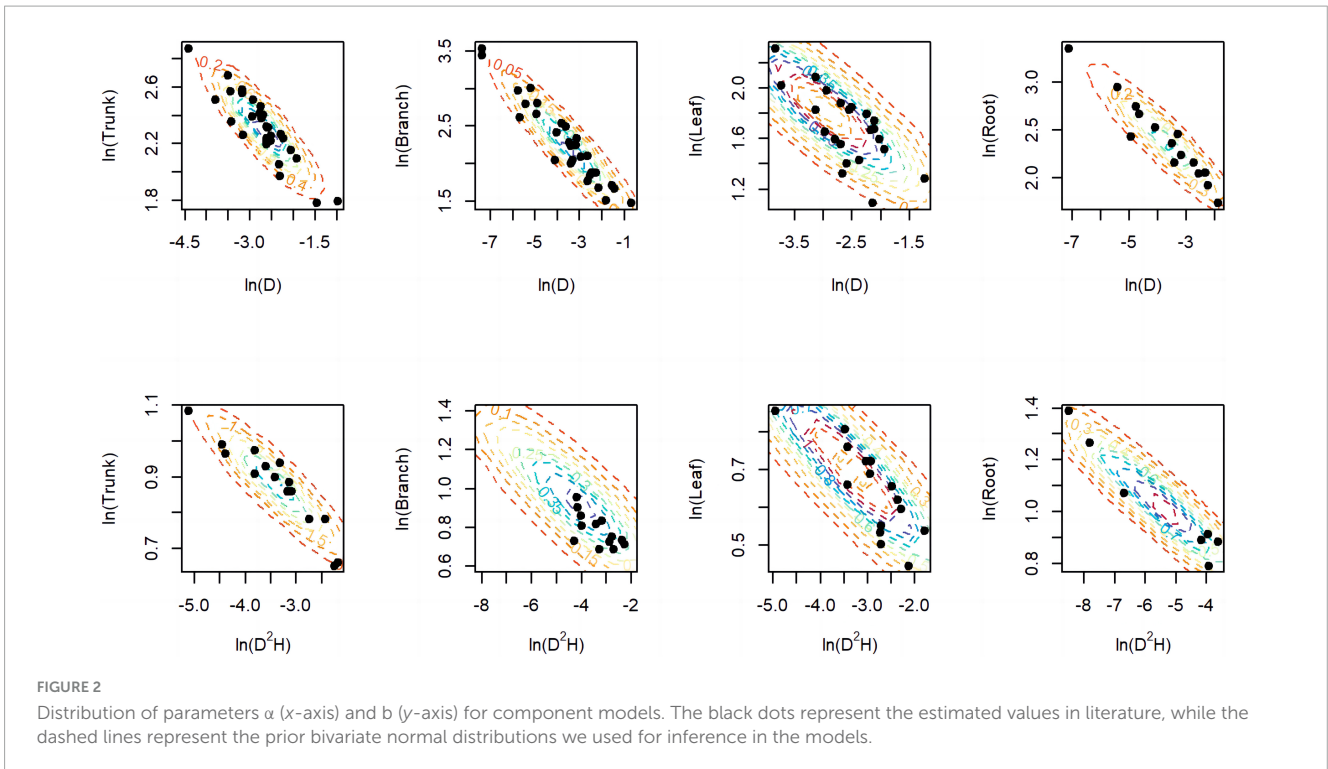 ln(Trunk)
1.8 2.2 2.6
0.2
0.4
-4.5 -3.0 -1.5
ln(D)
ln(Branch)
1.5 2.5 3.5
0.05
-7 -5 -3 -1
ln(D)
ln(Leaf)
1.2 1.6 2.0
-3.5 -2.5 -1.5
ln(D)
ln(Root)
2.0 2.5 3.0
0.2
-7 -5 -3
ln(D)
ln(Trunk)
0.7 0.9 1.1
-5.0 -4.0 -3.0
ln(D²H)
ln(Branch)
0.6 0.8 1.0 1.2 1.4
0.1
0.35
0.15
-8 -6 -4 -2
ln(D²H)
ln(Leaf)
0.5 0.7
-5.0 -4.0 -3.0 -2.0
ln(D²H)
ln(Root)
0.8 1.0 1.2 1.4
0.3
-8 -7 -6 -5 -4
ln(D²H)
FIGURE 2
Distribution of parameters α (x-axis) and b (y-axis) for component models. The black dots represent the estimated values in literature, while the
dashed lines represent the prior bivariate normal distributions we used for inference in the models.